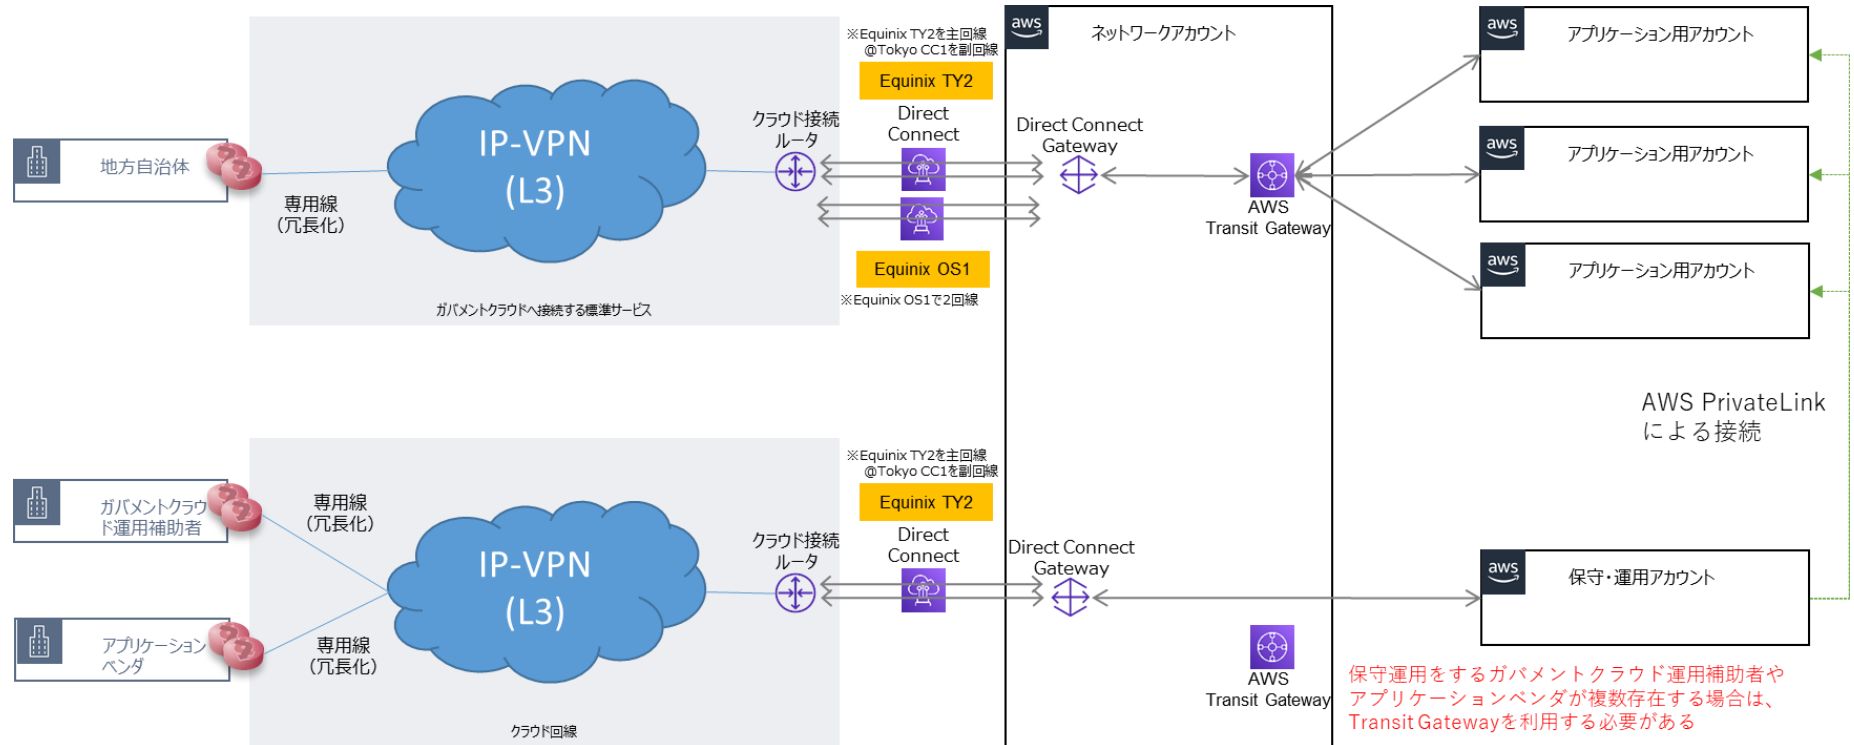 ※Equinix TY2を主回線
@Tokyo CC1を副回線
Equinix TY2
Direct
Connect
クラウド接続
ルータ
IP-VPN
(L3)
地方自治体
専用線
（冗長化）
Equinix OS1
※Equinix OS1で2回線
ガバメントクラウドへ接続する標準サービス
aws
ネットワークアカウント
Direct Connect
Gateway
AWS
Transit Gateway
aws
アプリケーション用アカウント
aws
アプリケーション用アカウント
aws
アプリケーション用アカウント
AWS PrivateLink
による接続
※Equinix TY2を主回線
@Tokyo CC1を副回線
Equinix TY2
Direct
Connect
クラウド接続
ルータ
IP-VPN
(L3)
ガバメントクラウ
ド運用補助者
専用線
（冗長化）
アプリケーション
ベンダ
専用線
（冗長化）
クラウド回線
Direct Connect
Gateway
AWS
Transit Gateway
aws
保守・運用アカウント
保守運用をするガバメントクラウド運用補助者や
アプリケーションベンダが複数存在する場合は、
Transit Gatewayを利用する必要がある